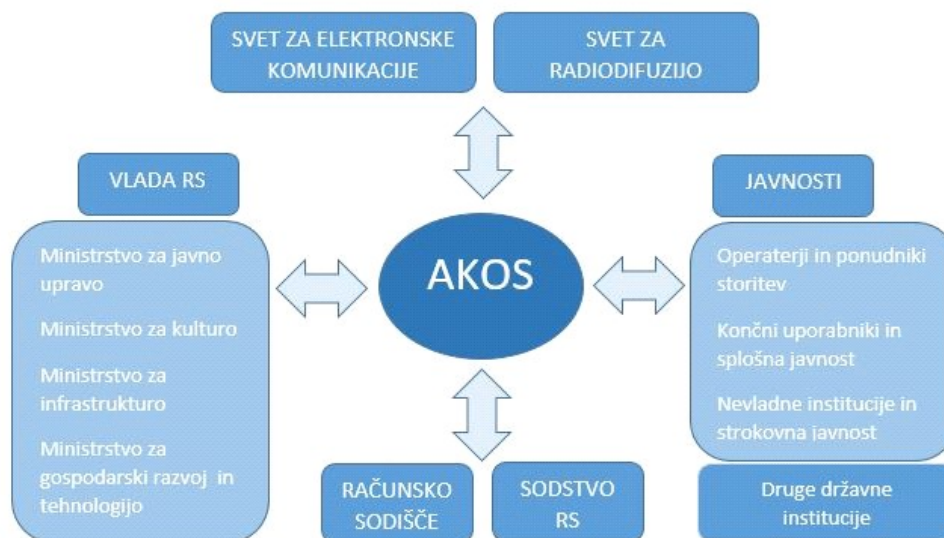 SVET ZA ELEKTRONSKE
KOMUNIKACIJE
SVET ZA
RADIODIFUZIJO
VLADA RS
Ministrstvo za javno
upravo
Ministrstvo za kulturo
Ministrstvo za
infrastrukturo
Ministrstvo za
gospodarski razvoj in
tehnologijo
AKOS
JAVNOSTI
Operaterji in ponudniki
storitev
Končni uporabniki in
splošna javnost
Nevladne institucije in
strokovna javnost
RAČUNSKO
SODIŠČE
SODSTVO
RS
Druge državne
institucije